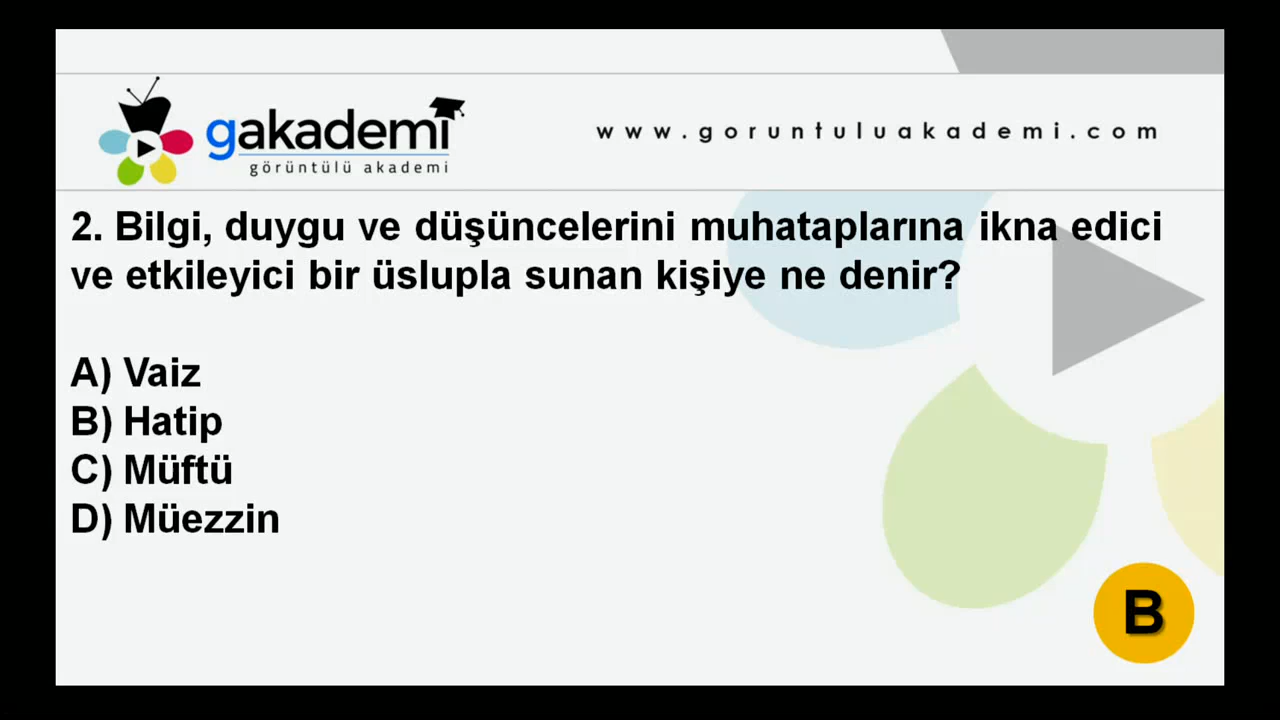 gakademi
görüntülü akademi
www.goruntuluakademi.com
2. Bilgi, duygu ve düşüncelerini muhataplarına ikna edici
ve etkileyici bir üslupla sunan kişiye ne denir?
A) Vaiz
B) Hatip
C) Müftü
D) Müezzin
B